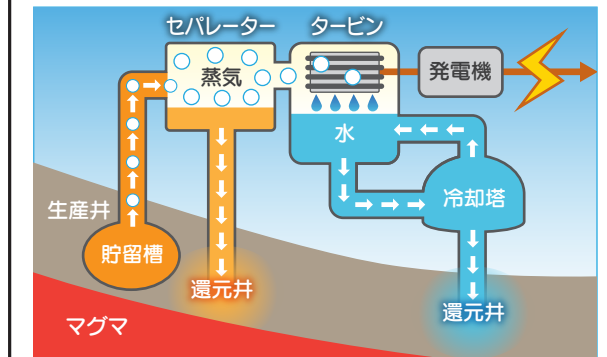 セパレーター
タービン
蒸気
発電機
水
生産井
冷却塔
貯留槽
還元井
還元井
マグマ